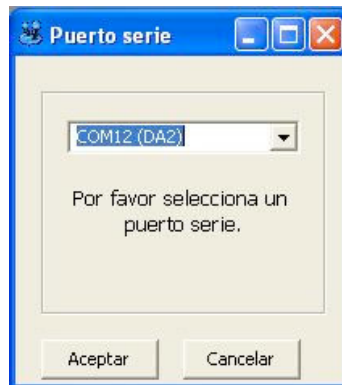 Puerto serie
COM12 (DA2)
Por favor selecciona un
puerto serie.
Aceptar
Cancelar